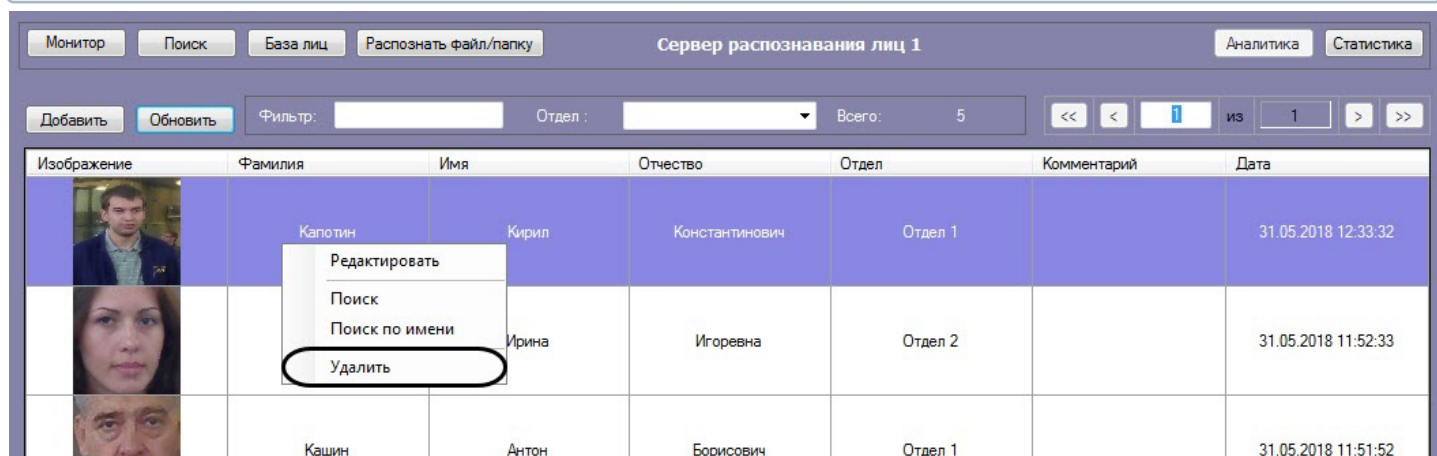 Монитор Поиск База лиц Распознать файл/папку Сервер распознавания лиц 1 Аналитика Статистика
Добавить Обновить Фильтр: Отдел : Всего: 5 << < 1 из 1 > >>
Изображение Фамилия Имя Отчество Отдел Комментарий Дата
Капотин Кирил Константинович Отдел 1 31.05.2018 12:33:32
Редактировать
Поиск
Поиск по имени
Ирина Игоревна Отдел 2 31.05.2018 11:52:33
Удалить
Кашин Антон Борисович Отдел 1 31.05.2018 11:51:52